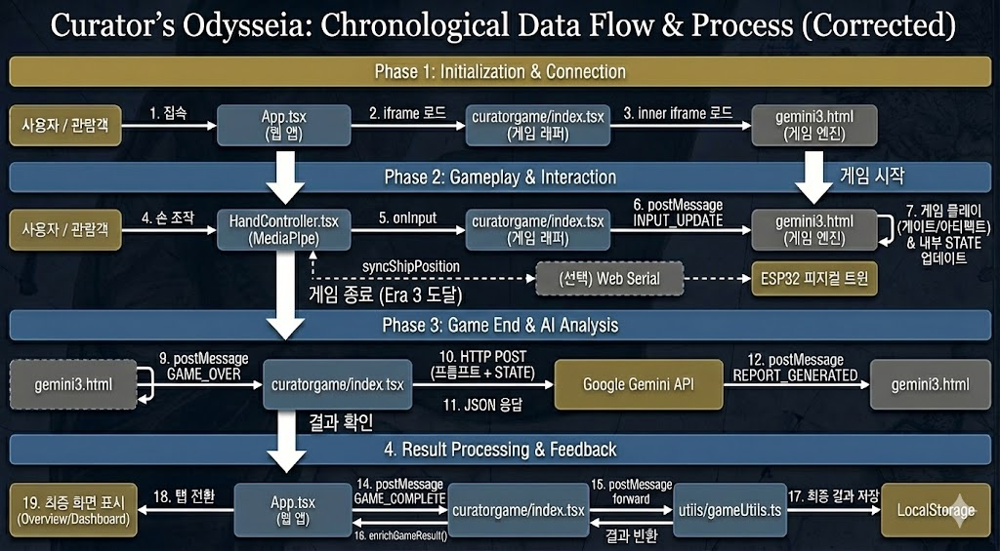 Curator's Odysseia: Chronological Data Flow & Process (Corrected)
Phase 1: Initialization & Connection
사용자 / 관람객
1. 접속
App.tsx
(웹 앱)
2. iframe 로드
curatorgame/index.tsx
(게임 래퍼)
3. inner iframe 로드
gemini3.html
(게임 엔진)
Phase 2: Gameplay & Interaction
게임 시작
사용자 / 관람객
4. 손 조작
HandController.tsx
(MediaPIpe)
5. onInput
curatorgame/index.tsx
(게임 래퍼)
6. postMessage
INPUT_UPDATE
gemini3.html
(게임 엔진)
7. 게임 플레이
(게이트/아티팩트)
& 내부 STATE
업데이트
syncShipPosition
(선택) Web Serial
ESP32 피지컬 트윈
게임 종료 (Era 3 도달)
Phase 3: Game End & AI Analysis
gemini3.html
9. postMessage
GAME_OVER
curatorgame/index.tsx
10. HTTP POST
(프롬프트 + STATE)
11. JSON 응답
Google Gemini API
12. postMessage
REPORT_GENERATED
gemini3.html
결과 확인
4. Result Processing & Feedback
19. 최종 화면 표시
(Overview/Dashboard)
18. 탭 전환
App.tsx
(웹 앱)
14. postMessage
GAME_COMPLETE
16. enrichGameResult()
curatorgame/index.tsx
15. postMessage
forward
결과 반환
utils/gameUtils.ts
17. 최종 결과 저장
LocalStorage